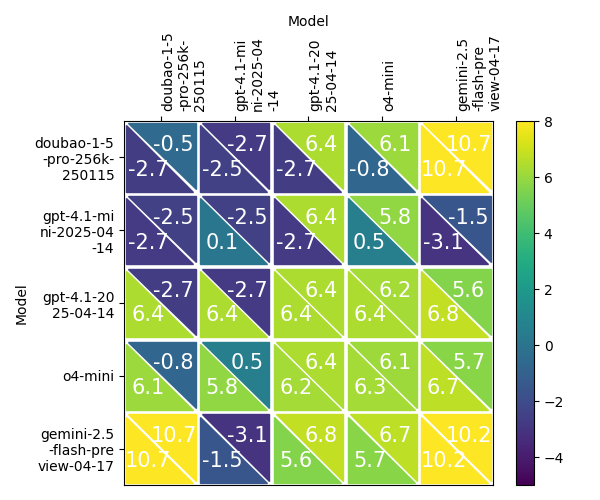 Model
doubao-1-5
-pro-256k-
250115
gpt-4.1-mi
ni-2025-04
-14
gpt-4.1-20
25-04-14
o4-mini
gemini-2.5
-flash-pre
view-04-17
Model
doubao-1-5
-pro-256k-
250115
-0.5 -2.7 6.4 6.1 10.7
-2.7 -2.5 -2.7 -0.8 10.7
gpt-4.1-mi
ni-2025-04
-14
-2.5 -2.5 6.4 5.8 -1.5
-2.7 0.1 -2.7 0.5 -3.1
gpt-4.1-20
25-04-14
-2.7 -2.7 6.4 6.2 5.6
6.4 6.4 6.4 6.4 6.8
o4-mini
-0.8 0.5 6.4 6.1 5.7
6.1 5.8 6.2 6.3 6.7
gemini-2.5
-flash-pre
view-04-17
10.7 -3.1 6.8 6.7 10.2
10.7 -1.5 5.6 5.7 10.2
8
6
4
2
0
−2
−4